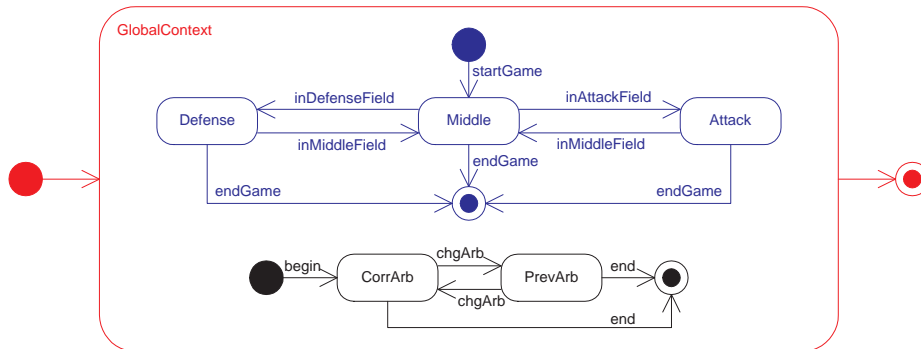 GlobalContext
startGame
inDefenseField
inAttackField
Defense
Middle
Attack
inMiddleField
inMiddleField
endGame
endGame
endGame
begin
chgArb
end
CorrArb
PrevArb
chgArb
end